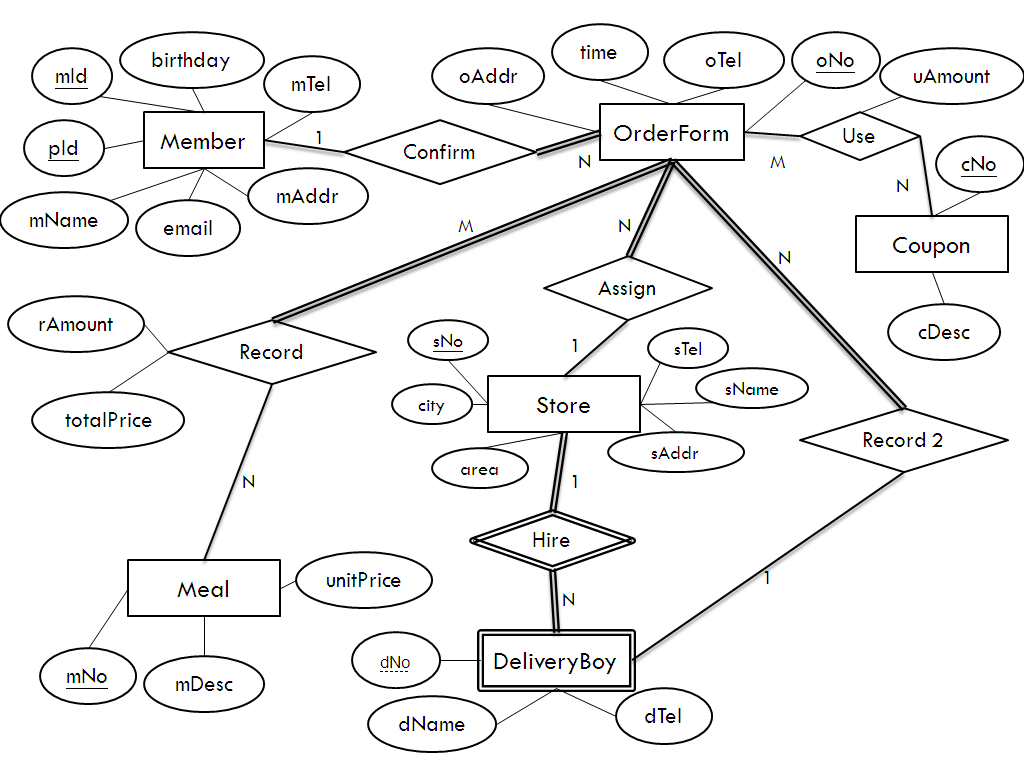 time
birthday
oAddr
oTel
oNo
uAmount
mId
mTel
Member
1
Confirm
N
OrderForm
M
Use
pId
N
cNo
mAddr
mName
email
M
N
N
Coupon
Assign
rAmount
Record
1
sNo
sTel
cDesc
totalPrice
city
Store
sName
area
sAddr
Record 2
N
1
Hire
Meal
unitPrice
N
1
mNo
mDesc
dNo
DeliveryBoy
dName
dTel